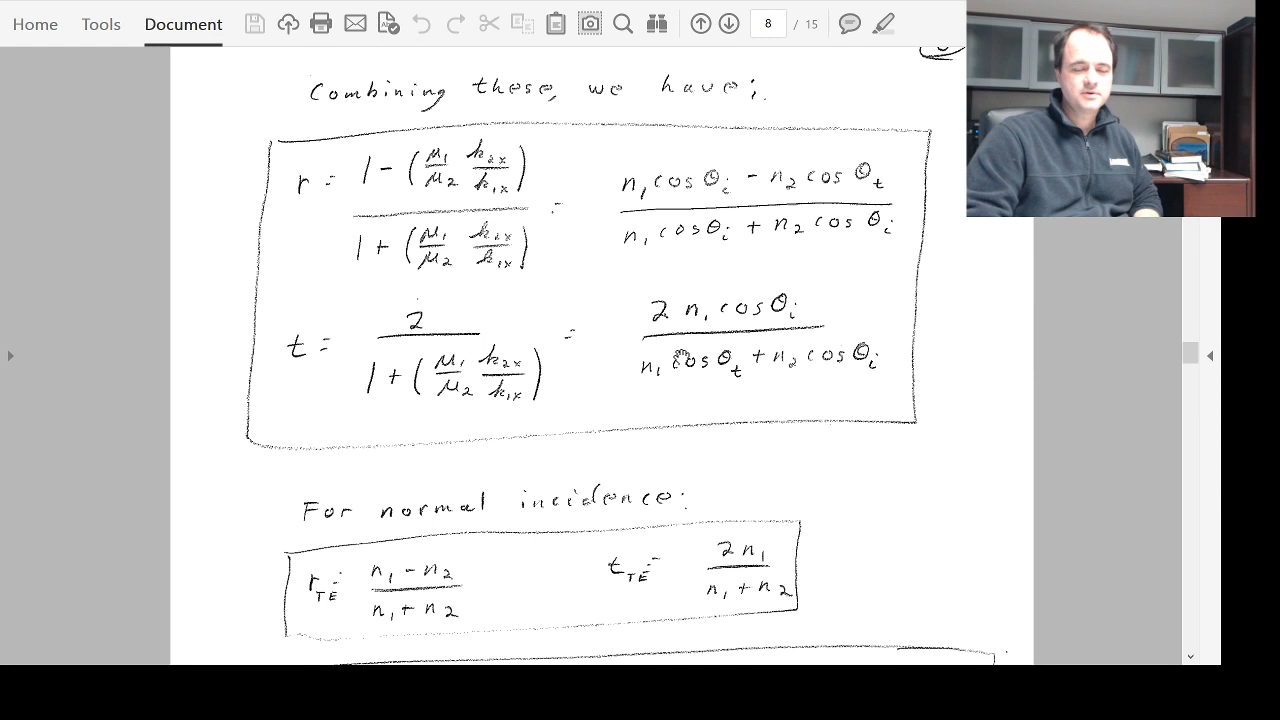 Home Tools Document 8 / 15
Combining these, we have;
r = 1 - (μ1/μ2 k2x/k1x) / 1 + (μ1/μ2 k2x/k1x) = n1 cos θi - n2 cos θt / n1 cos θi + n2 cos θi
t = 2 / 1 + (μ1/μ2 k2x/k1x) = 2 n1 cos θi / n1 cos θt + n2 cos θi
For normal incidence:
rTE = n1 - n2 / n1 + n2 tTE = 2 n1 / n1 + n2